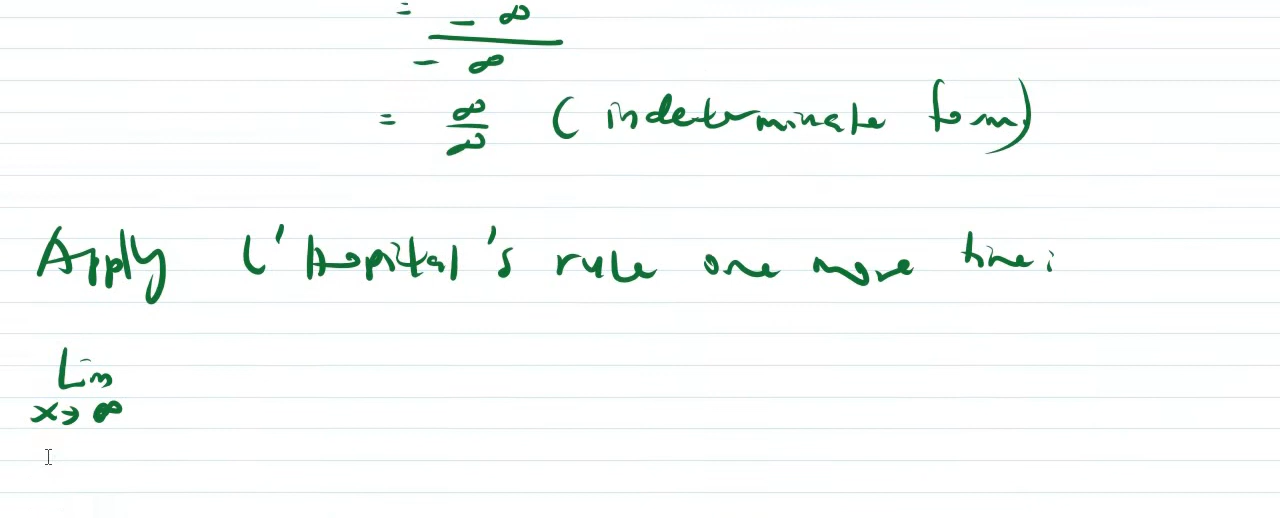 = - ∞ / - ∞
= ∞ / ∞ (indeterminate form)
Apply L'Hopital's rule one more time:
Lim
x→ ∞